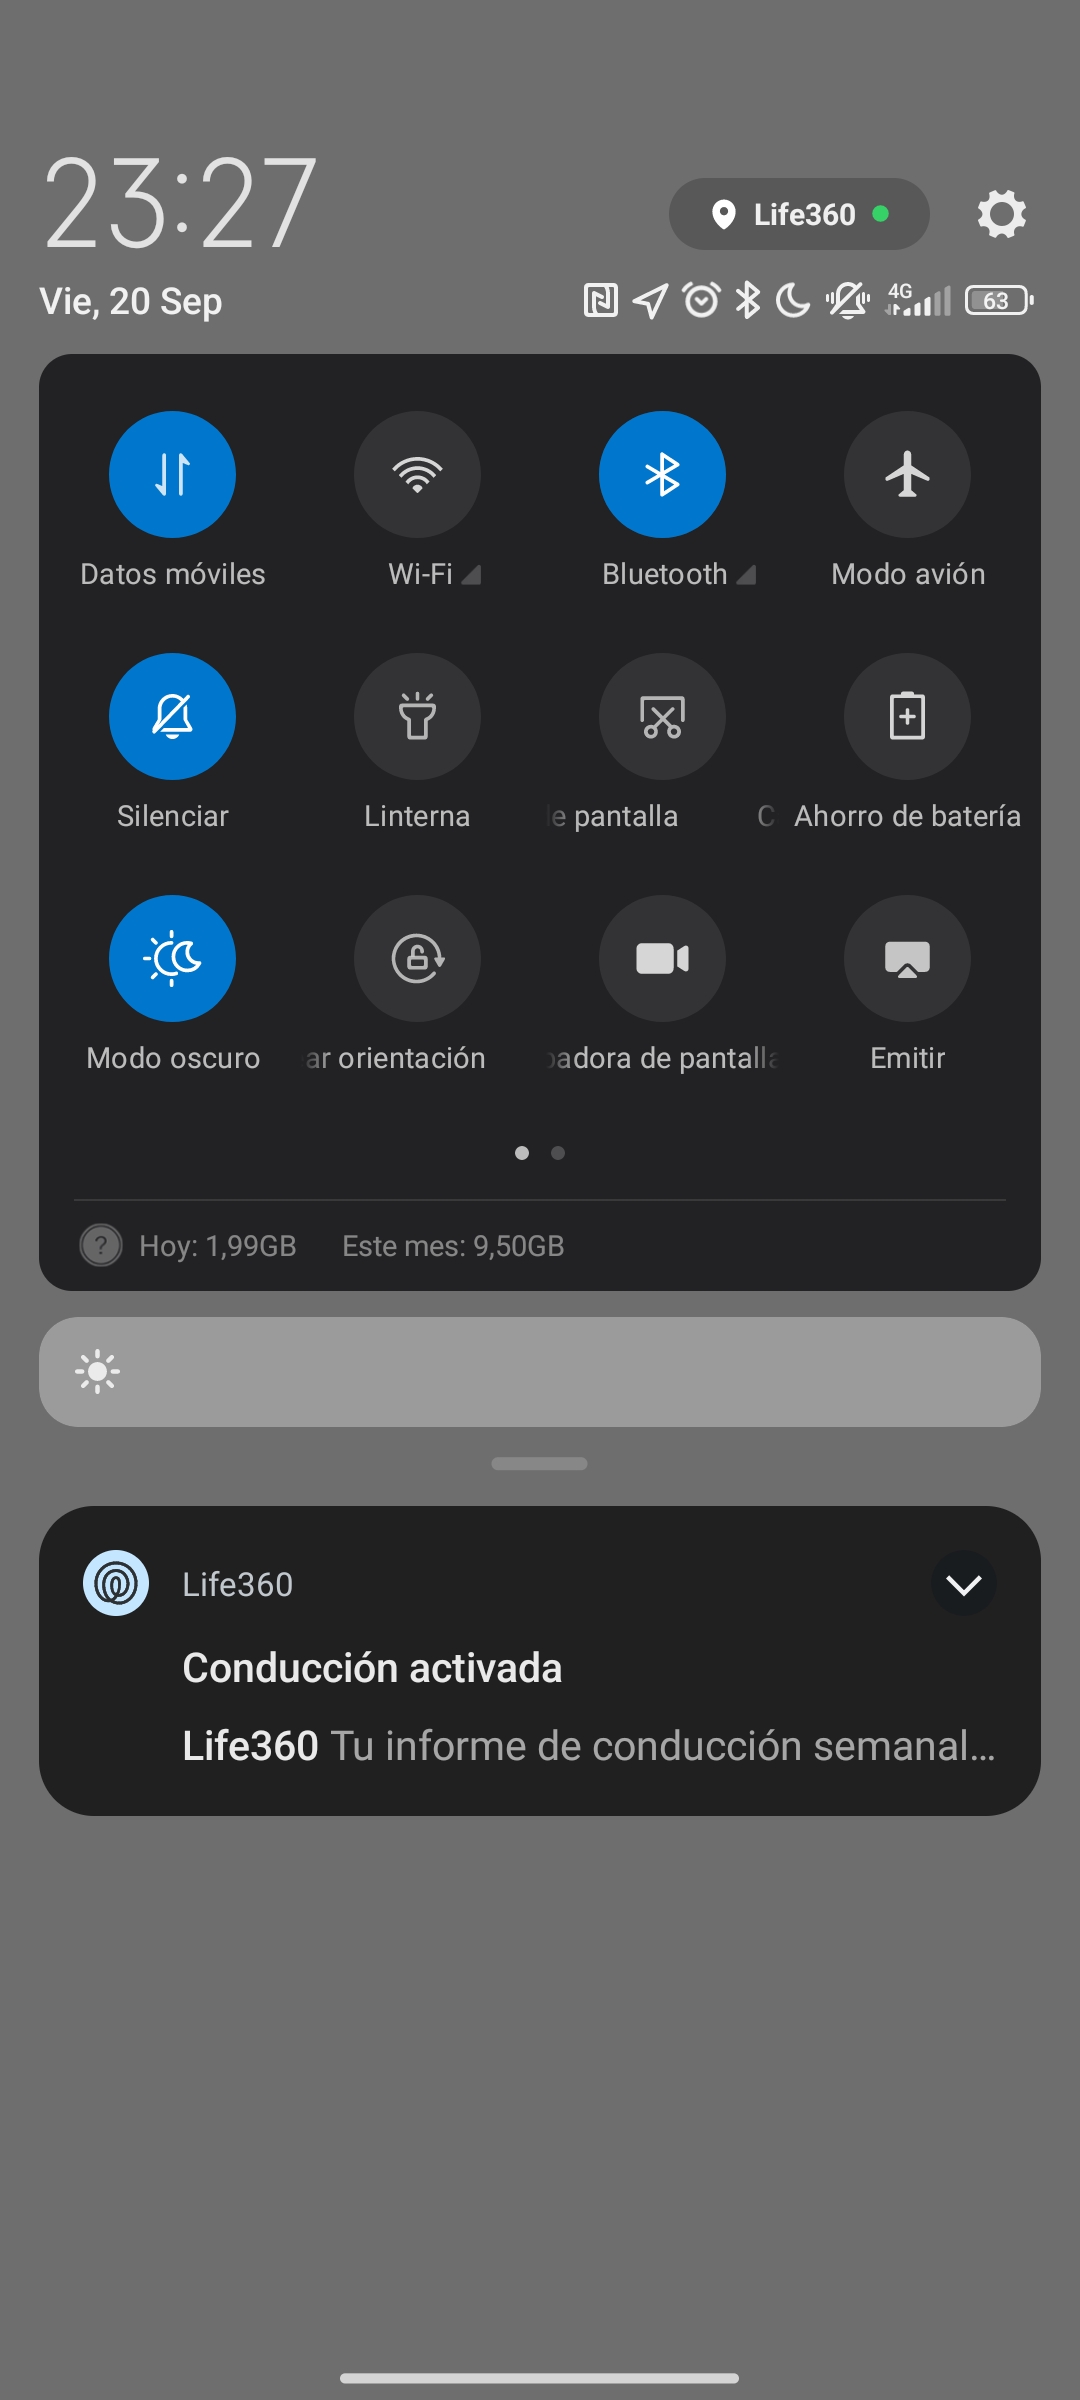 23:27
Life360
Vie, 20 Sep
4G
63
Datos móviles
Wi-Fi
Bluetooth
Modo avión
Silenciar
Linterna
pantalla
C
Ahorro de batería
Modo oscuro
ar orientación
adora de pantalla
Emitir
? Hoy: 1,99GB Este mes: 9,50GB
Life360
Conducción activada
Life360 Tu informe de conducción semanal...